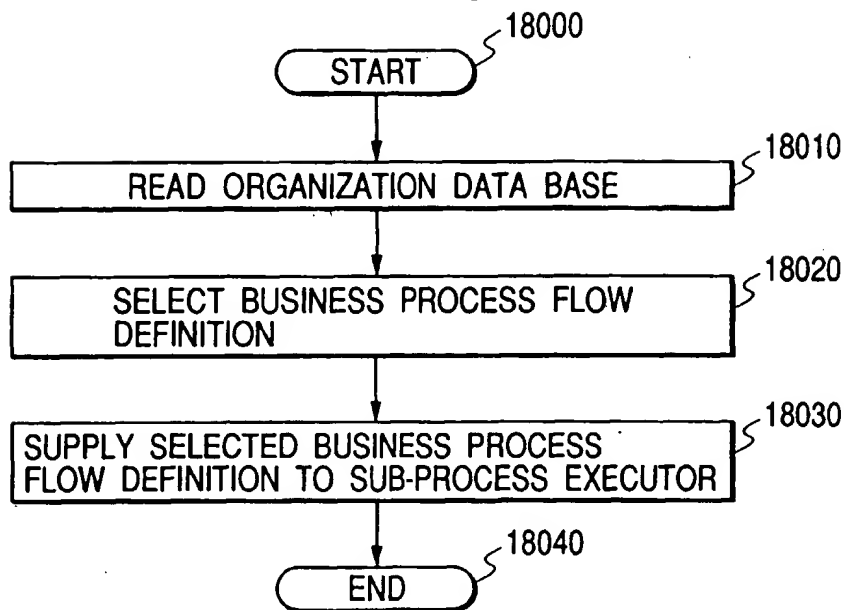 18000
START
18010
READ ORGANIZATION DATA BASE
18020
SELECT BUSINESS PROCESS FLOW
DEFINITION
18030
SUPPLY SELECTED BUSINESS PROCESS
FLOW DEFINITION TO SUB-PROCESS EXECUTOR
18040
END